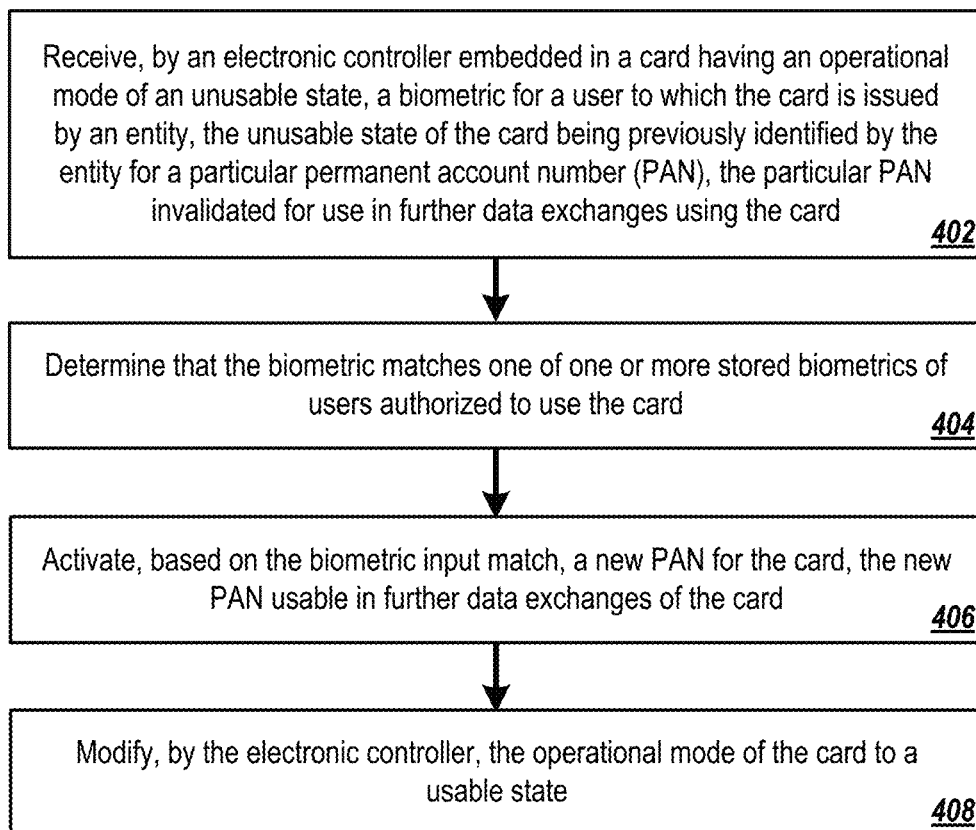 Receive, by an electronic controller embedded in a card having an operational
mode of an unusable state, a biometric for a user to which the card is issued
by an entity, the unusable state of the card being previously identified by the
entity for a particular permanent account number (PAN), the particular PAN
invalidated for use in further data exchanges using the card
402
Determine that the biometric matches one of one or more stored biometrics of
users authorized to use the card
404
Activate, based on the biometric input match, a new PAN for the card, the new
PAN usable in further data exchanges of the card
406
Modify, by the electronic controller, the operational mode of the card to a
usable state
408